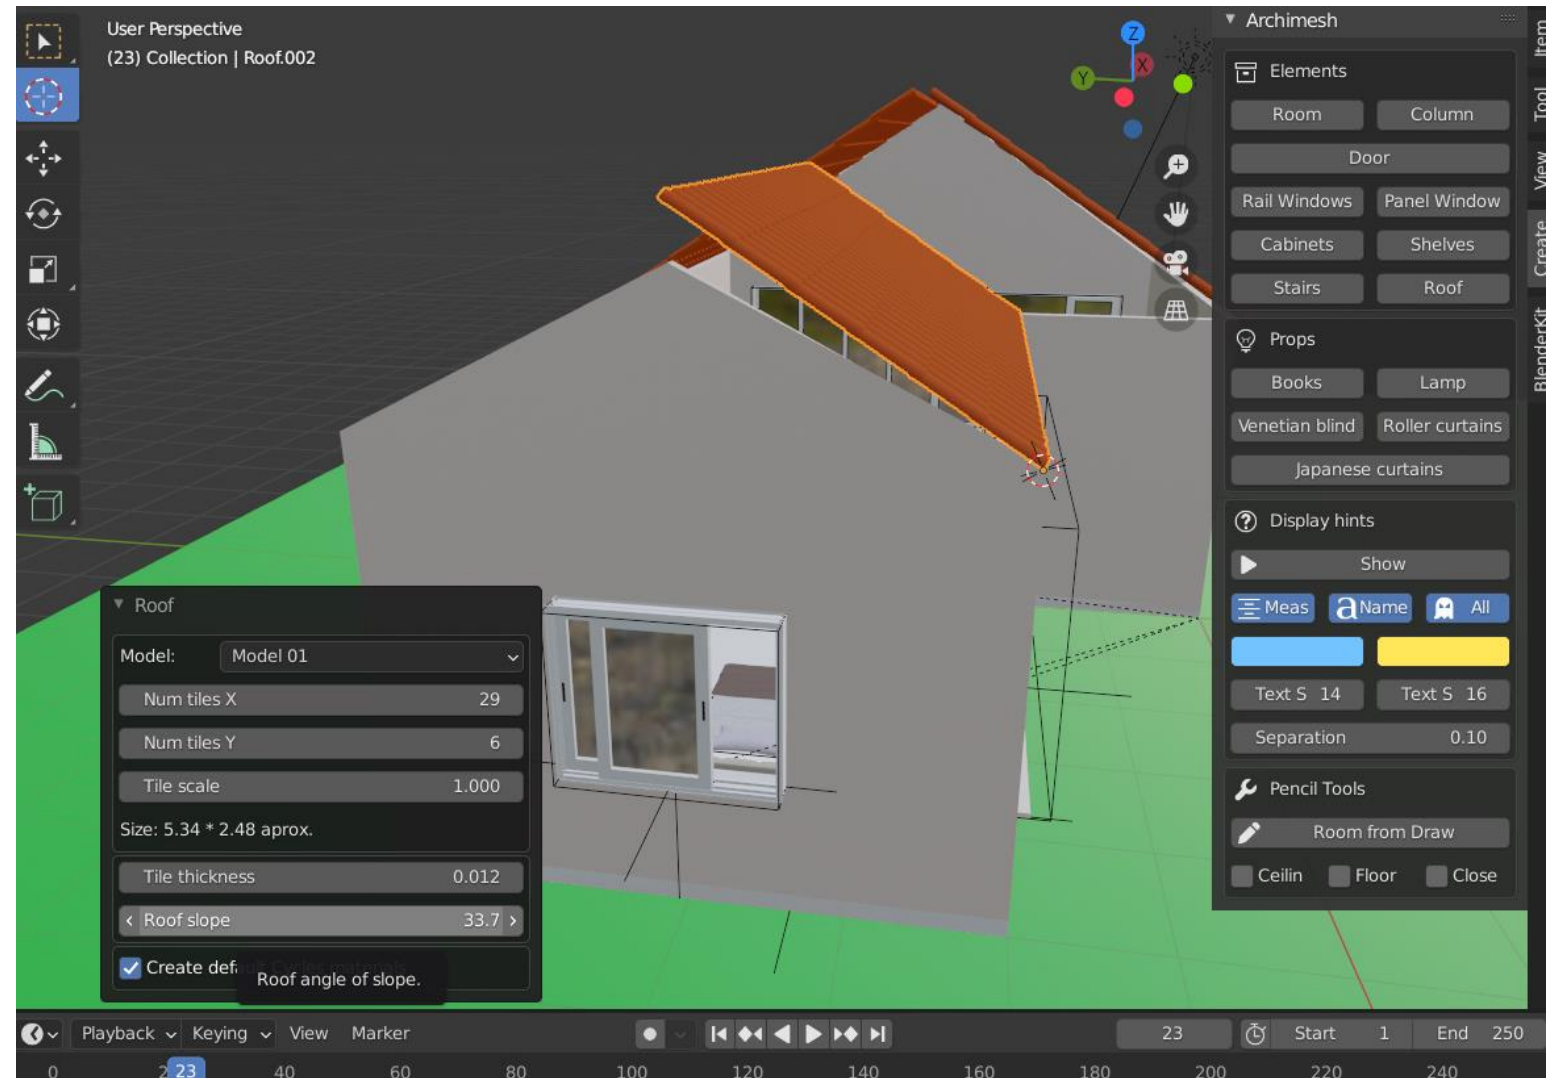 User Perspective
(23) Collection | Roof.002
Z
Y
X
Archimesh
Elements
Room Column
Door
Rail Windows Panel Window
Cabinets Shelves
Stairs Roof
Props
Books Lamp
Venetian blind Roller curtains
Japanese curtains
Display hints
Show
Meas a Name All
Text S 14 Text S 16
Separation 0.10
Pencil Tools
Room from Draw
Ceilin Floor Close
Item
Tool
View
Create
BlenderKit
Roof
Model: Model 01
Num tiles X 29
Num tiles Y 6
Tile scale 1.000
Size: 5.34 * 2.48 aprox.
Tile thickness 0.012
Roof slope 33.7
Create def
Roof angle of slope.
Playback Keying View Marker 23 Start 1 End 250
0 2 23 40 60 80 100 120 140 160 180 200 220 240